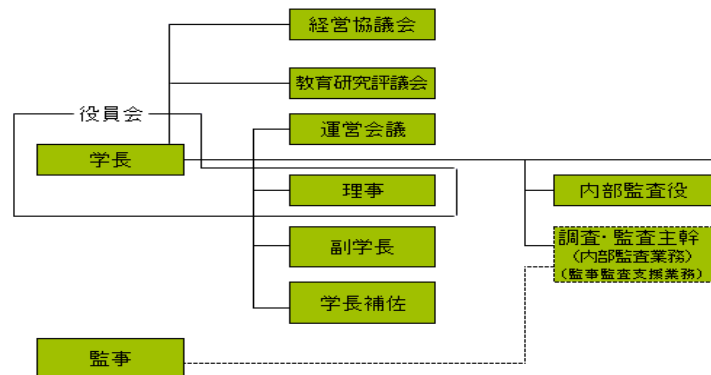 経営協議会
教育研究評議会
役員会
運営会議
学長
理事
内部監査役
副学長
調査・監査主幹
(内部監査業務)
(監事監査支援業務)
学長補佐
監事